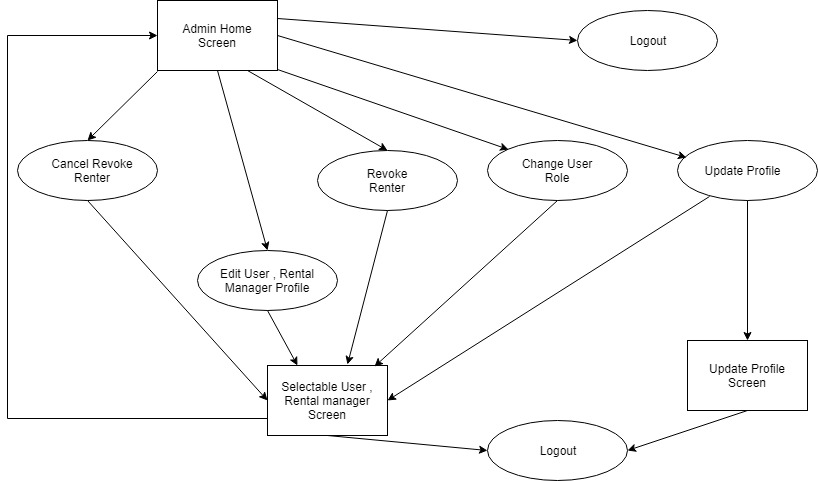 Admin Home
Screen
Logout
Cancel Revoke
Renter
Revoke
Renter
Change User
Role
Update Profile
Edit User , Rental
Manager Profile
Selectable User ,
Rental manager
Screen
Update Profile
Screen
Logout